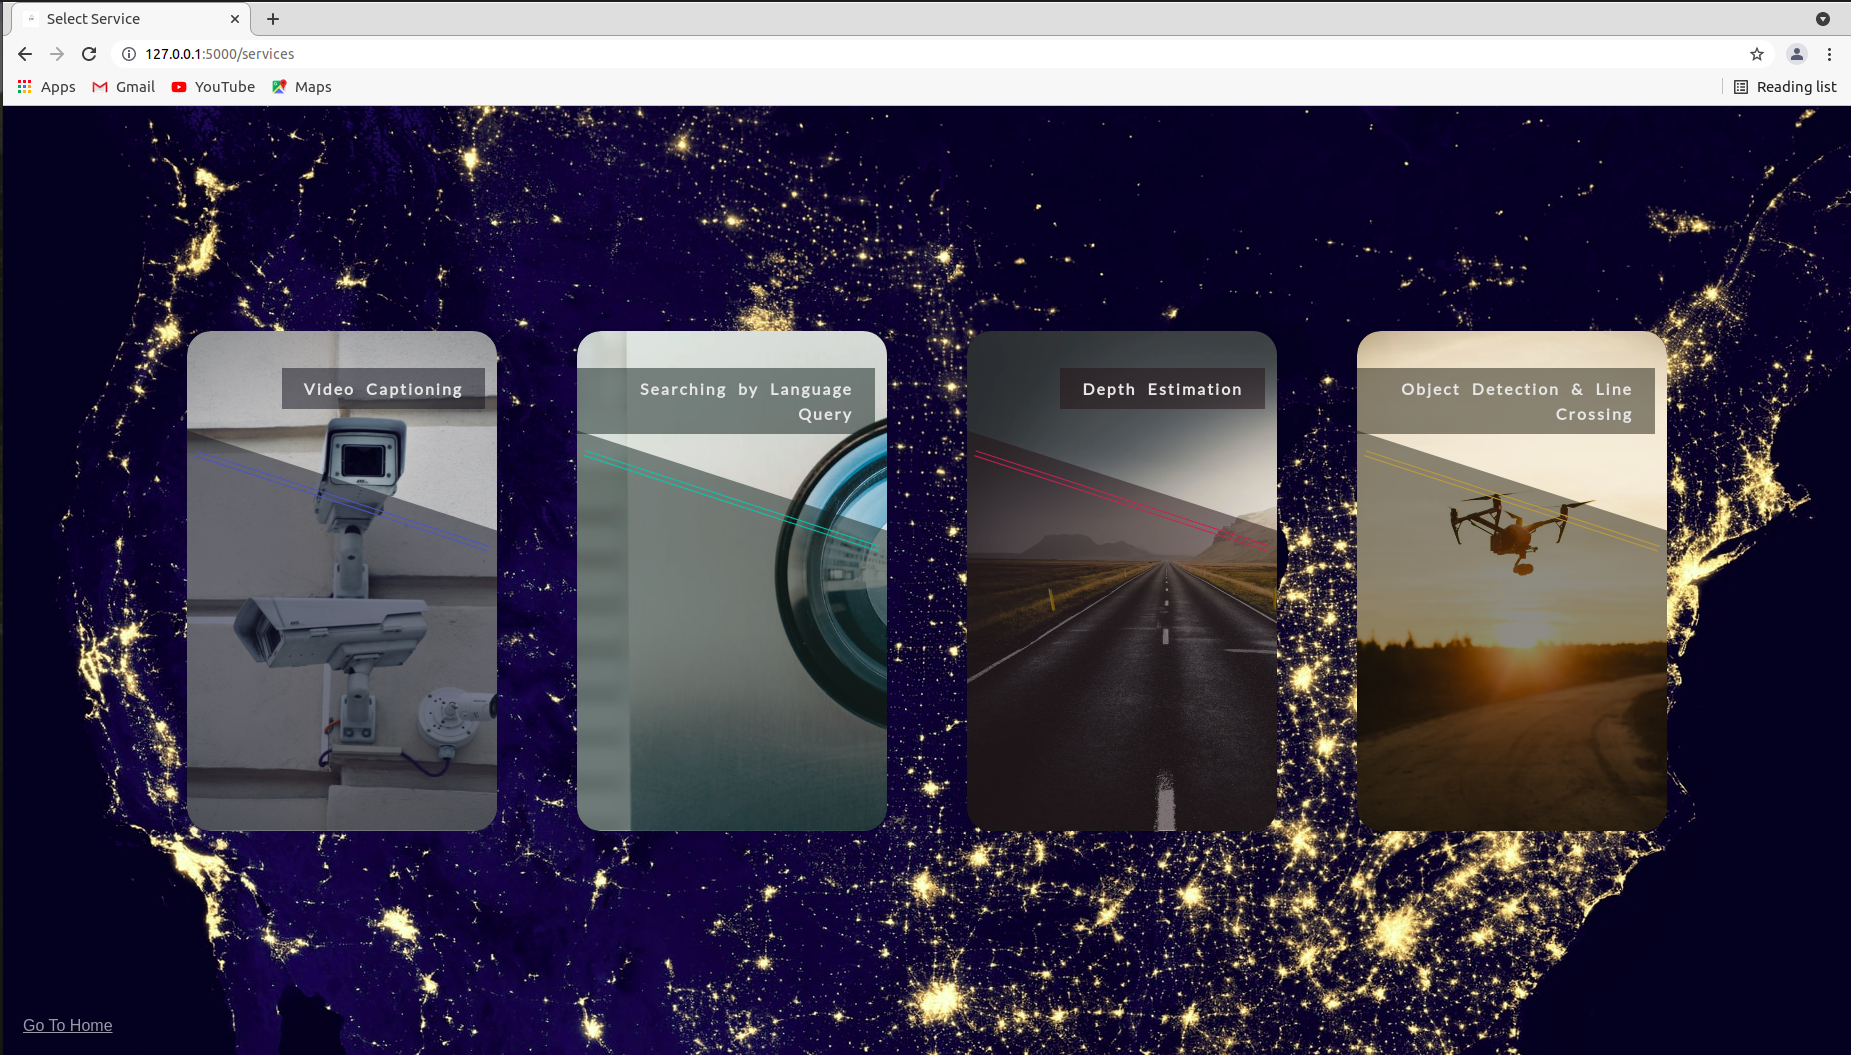 Select Service
127.0.0.1:5000/services
Apps Gmail YouTube Maps Reading list
Video Captioning
Searching by Language
Query
Depth Estimation
Object Detection & Line
Crossing
Go To Home